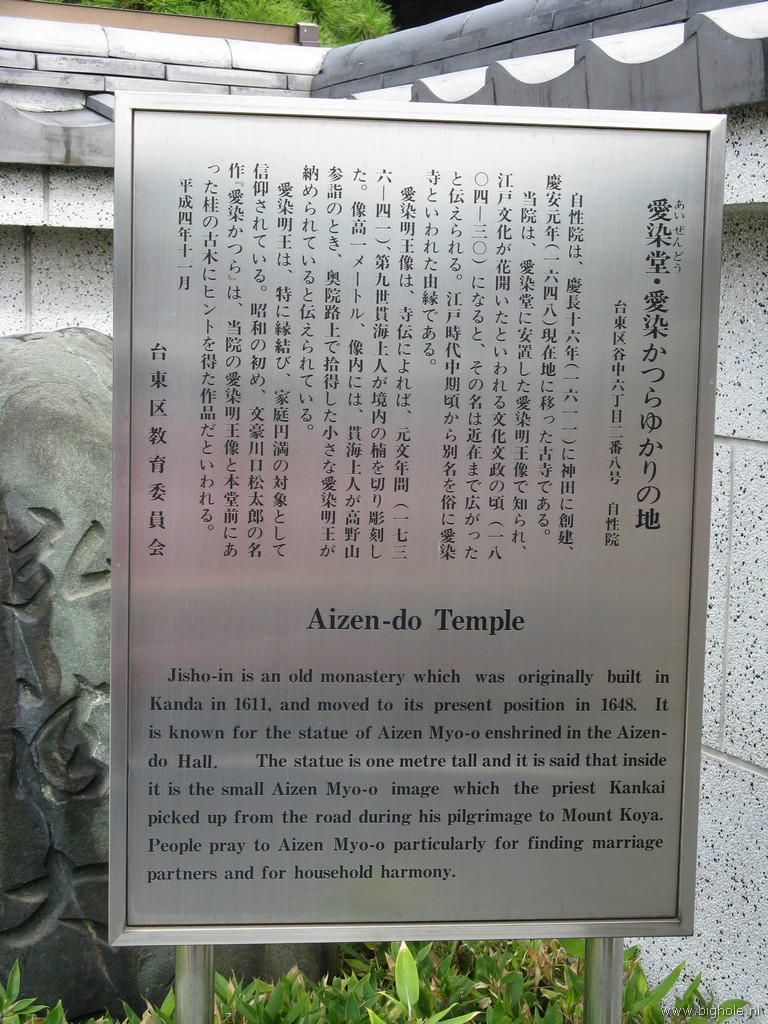 愛染堂・愛染かつらゆかりの地
あいぜんどう
台東区谷中六丁目二番八号　自性院
自性院は、慶長十六年（一六一一）に神田に創建、
慶安元年（一六四八）現在地に移った古寺である。
当院は、愛染堂に安置した愛染明王像で知られ、
江戸文化が花開いたといわれる文化文政の頃（一八
〇四―三〇）になると、その名は近在まで広がった
と伝えられる。江戸時代中期頃から別名を俗に愛染
寺といわれた由縁である。
愛染明王像は、寺伝によれば、元文年間（一七三
六―四一）、第九世貫海上人が境内の楠を切り彫刻し
た。像高一メートル、像内には、貫海上人が高野山
参詣のとき、奥院路上で拾得した小さな愛染明王が
納められていると伝えられている。
愛染明王は、特に縁結び、家庭円満の対象として
信仰されている。昭和の初め、文豪川口松太郎の名
作『愛染かつら』は、当院の愛染明王像と本堂前にあ
った桂の古木にヒントを得た作品だといわれる。
平成四年十一月
台東区教育委員会
Aizen-do Temple
Jisho-in is an old monastery which was originally built in
Kanda in 1611, and moved to its present position in 1648. It
is known for the statue of Aizen Myo-o enshrined in the Aizen-
do Hall. The statue is one metre tall and it is said that inside
it is the small Aizen Myo-o image which the priest Kankai
picked up from the road during his pilgrimage to Mount Koya.
People pray to Aizen Myo-o particularly for finding marriage
partners and for household harmony.
www.bighole.nl